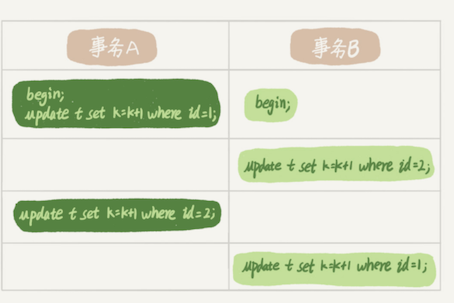 事务A
事务B
begin;
update t set k=k+1 where id=1;
begin;
update t set k=k+1 where id=2;
update t set k=k+1 where id=2;
update t set k=k+1 where id=1;